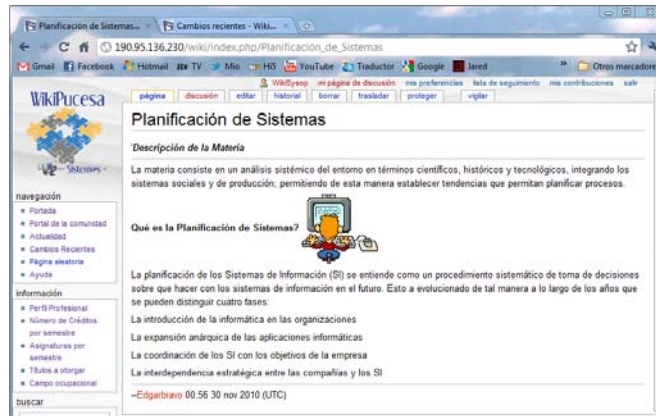 Planificación de Sistemas...
Cambios recientes - Wiki...
190.95.136.230/wiki/index.php/Planificación_de_Sistemas
Gmail Facebook Hotmail TV Mio Hi5 YouTube Traductor Google Jared » Otros marcadore
WikiSysop mi página de discusión mis preferencias lista de seguimiento mis contribuciones salir
página discusión editar historial borrar trasladar proteger vigilar
WikiPucesa
Sistemas
Planificación de Sistemas
Descripción de la Materia
La materia consiste en un análisis sistémico del entorno en términos científicos, históricos y tecnológicos, integrando los
sistemas sociales y de producción; permitiendo de esta manera establecer tendencias que permitan planificar procesos.
Qué es la Planificación de Sistemas?
La planificación de los Sistemas de Información (SI) se entiende como un procedimiento sistemático de toma de decisiones
sobre que hacer con los sistemas de información en el futuro. Esto a evolucionado de tal manera a lo largo de los años que
se pueden distinguir cuatro fases:
La introducción de la informática en las organizaciones
La expansión anárquica de las aplicaciones informáticas
La coordinación de los SI con los objetivos de la empresa
La interdependencia estratégica entre las compañías y los SI
--Edgarbravo 00:56 30 nov 2010 (UTC)
navegación
Portada
Portal de la comunidad
Actualidad
Cambios Recientes
Página aleatoria
Ayuda
información
Perfil Profesional
Número de Créditos
por semestre
Asignaturas por
semestre
Títulos a otorgar
Campo ocupacional
buscar